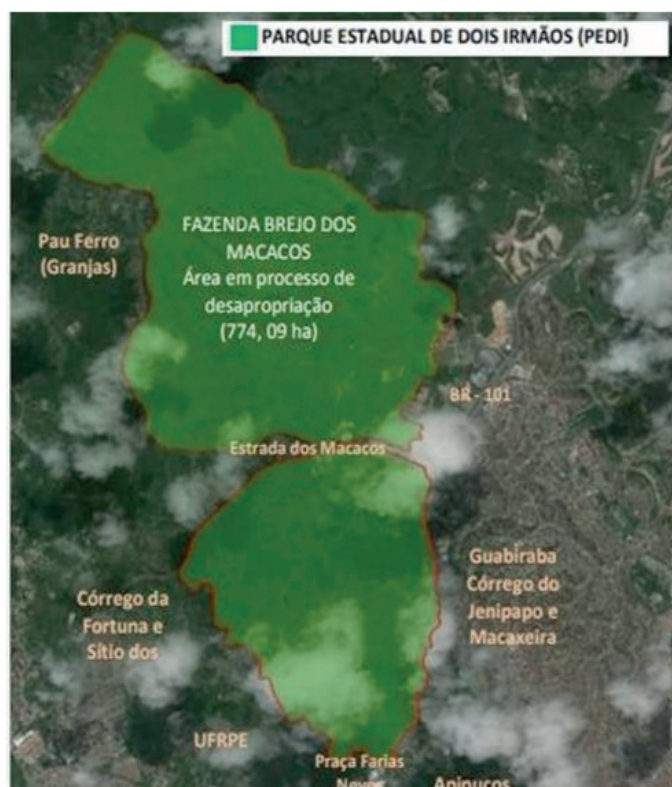 PARQUE ESTADUAL DE DOIS IRMÃOS (PEDI)
FAZENDA BREJO DOS
MACACOS
Área em processo de
desapropriação
(774, 09 ha)
Pau Ferro
(Granjas)
BR - 101
Estrada dos Macacos
Guabiraba
Córrego do
Jenipapo e
Macaxeira
Córrego da
Fortuna e
Sítio dos
UFRPE
Praça Farias
Neves
Apipucos